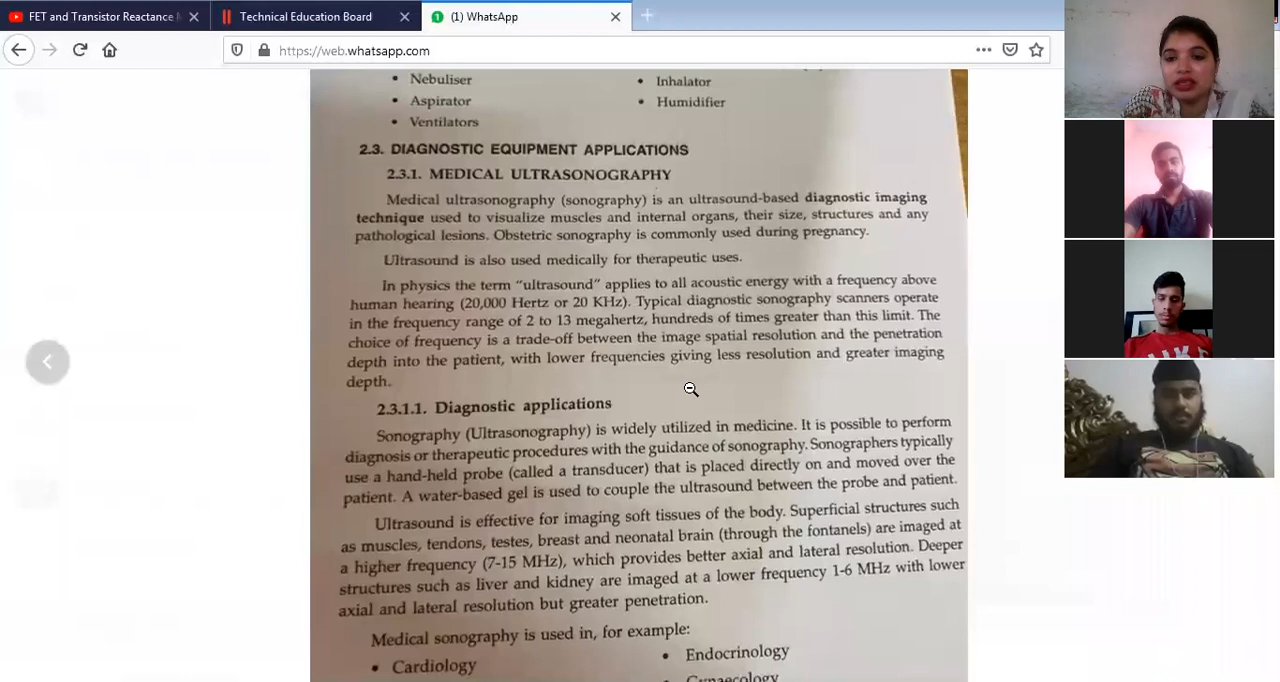 FET and Transistor Reactance M
Technical Education Board
(1) WhatsApp
https://web.whatsapp.com
• Nebuliser
• Inhalator
• Aspirator
• Humidifier
• Ventilators
2.3. DIAGNOSTIC EQUIPMENT APPLICATIONS
2.3.1. MEDICAL ULTRASONOGRAPHY
Medical ultrasonography (sonography) is an ultrasound-based diagnostic imaging
technique used to visualize muscles and internal organs, their size, structures and any
pathological lesions. Obstetric sonography is commonly used during pregnancy.
Ultrasound is also used medically for therapeutic uses.
In physics the term "ultrasound" applies to all acoustic energy with a frequency above
human hearing (20,000 Hertz or 20 KHz). Typical diagnostic sonography scanners operate
in the frequency range of 2 to 13 megahertz, hundreds of times greater than this limit. The
choice of frequency is a trade-off between the image spatial resolution and the penetration
depth into the patient, with lower frequencies giving less resolution and greater imaging
depth.
2.3.1.1. Diagnostic applications
Sonography (Ultrasonography) is widely utilized in medicine. It is possible to perform
diagnosis or therapeutic procedures with the guidance of sonography. Sonographers typically
use a hand-held probe (called a transducer) that is placed directly on and moved over the
patient. A water-based gel is used to couple the ultrasound between the probe and patient.
Ultrasound is effective for imaging soft tissues of the body. Superficial structures such
as muscles, tendons, testes, breast and neonatal brain (through the fontanels) are imaged at
a higher frequency (7-15 MHz), which provides better axial and lateral resolution. Deeper
structures such as liver and kidney are imaged at a lower frequency 1-6 MHz with lower
axial and lateral resolution but greater penetration.
Medical sonography is used in, for example:
• Cardiology
• Endocrinology
Gynaecology